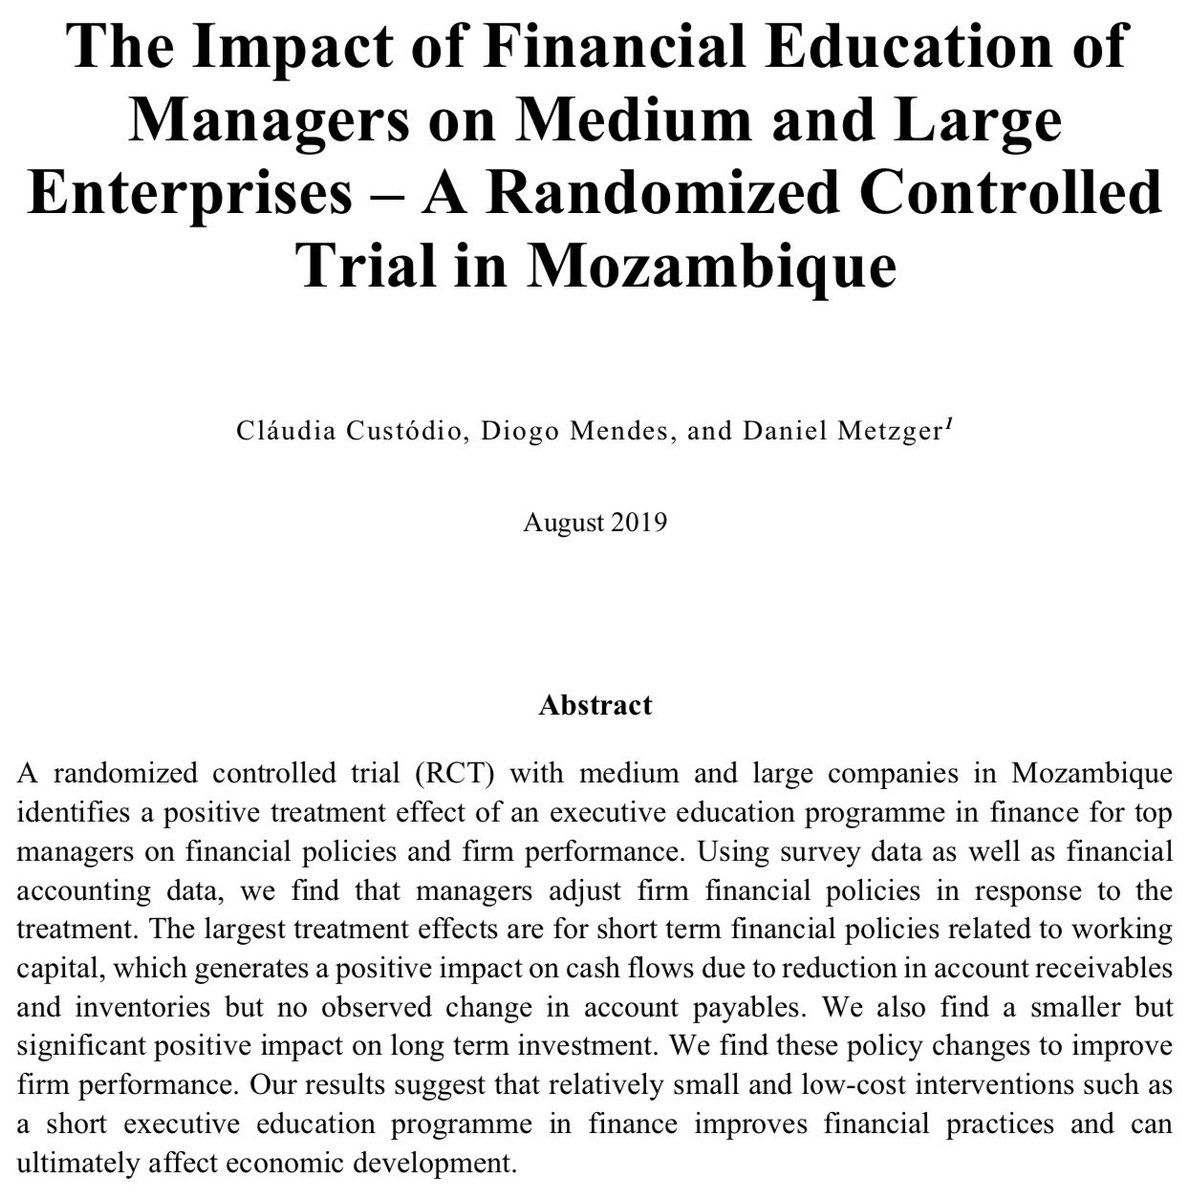 The Impact of Financial Education of
Managers on Medium and Large
Enterprises – A Randomized Controlled
Trial in Mozambique
Cláudia Custódio, Diogo Mendes, and Daniel Metzger¹
August 2019
Abstract
A randomized controlled trial (RCT) with medium and large companies in Mozambique
identifies a positive treatment effect of an executive education programme in finance for top
managers on financial policies and firm performance. Using survey data as well as financial
accounting data, we find that managers adjust firm financial policies in response to the
treatment. The largest treatment effects are for short term financial policies related to working
capital, which generates a positive impact on cash flows due to reduction in account receivables
and inventories but no observed change in account payables. We also find a smaller but
significant positive impact on long term investment. We find these policy changes to improve
firm performance. Our results suggest that relatively small and low-cost interventions such as
a short executive education programme in finance improves financial practices and can
ultimately affect economic development.